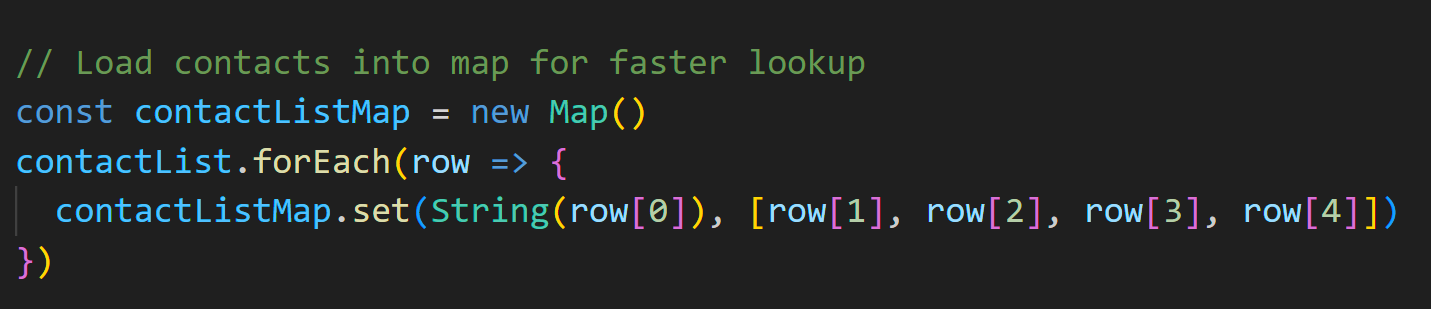 // Load contacts into map for faster lookup
const contactListMap = new Map()
contactList.forEach(row => {
  contactListMap.set(String(row[0]), [row[1], row[2], row[3], row[4]])
})